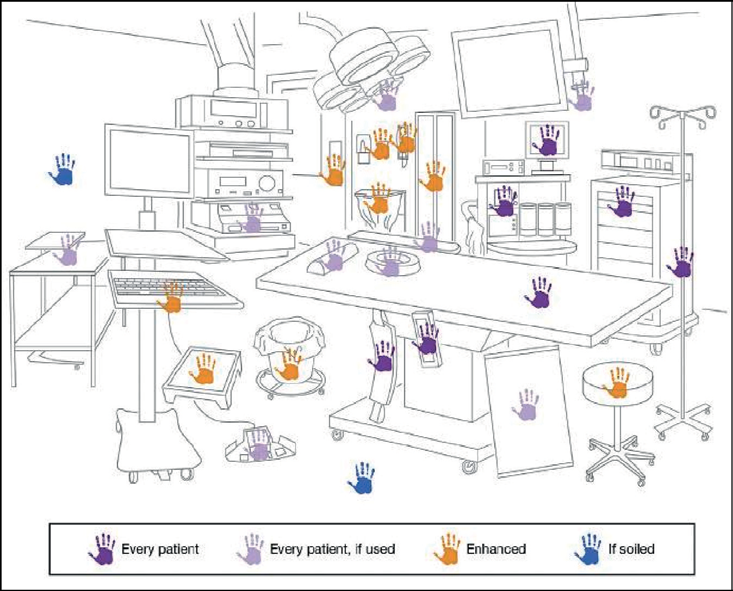 Every patient
Every patient, if used
Enhanced
If soiled